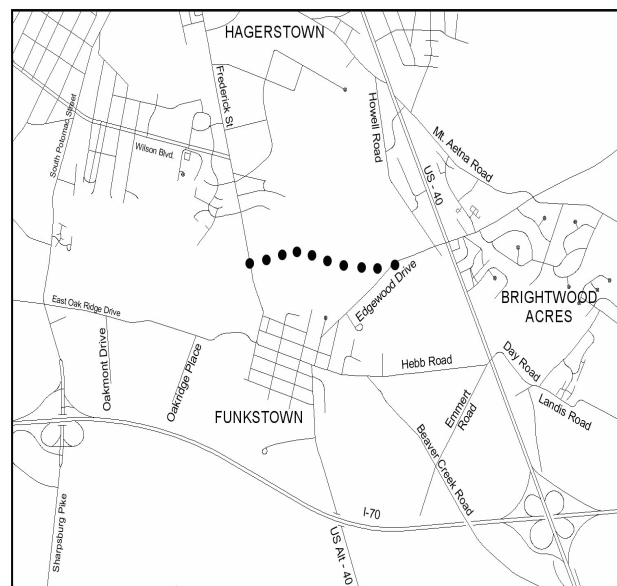 HAGERSTOWN
Frederick St
Howell Road
South Potomac Street
Wilson Blvd.
Mt. Aetna Road
US - 40
Edgewood Drive
BRIGHTWOOD
ACRES
East Oak Ridge Drive
Oakmont Drive
Oakridge Place
FUNKSTOWN
Hebb Road
Day Road
Landis Road
Emmert
Road
Beaver Creek Road
I-70
Sharpsburg Pike
US Alt - 40